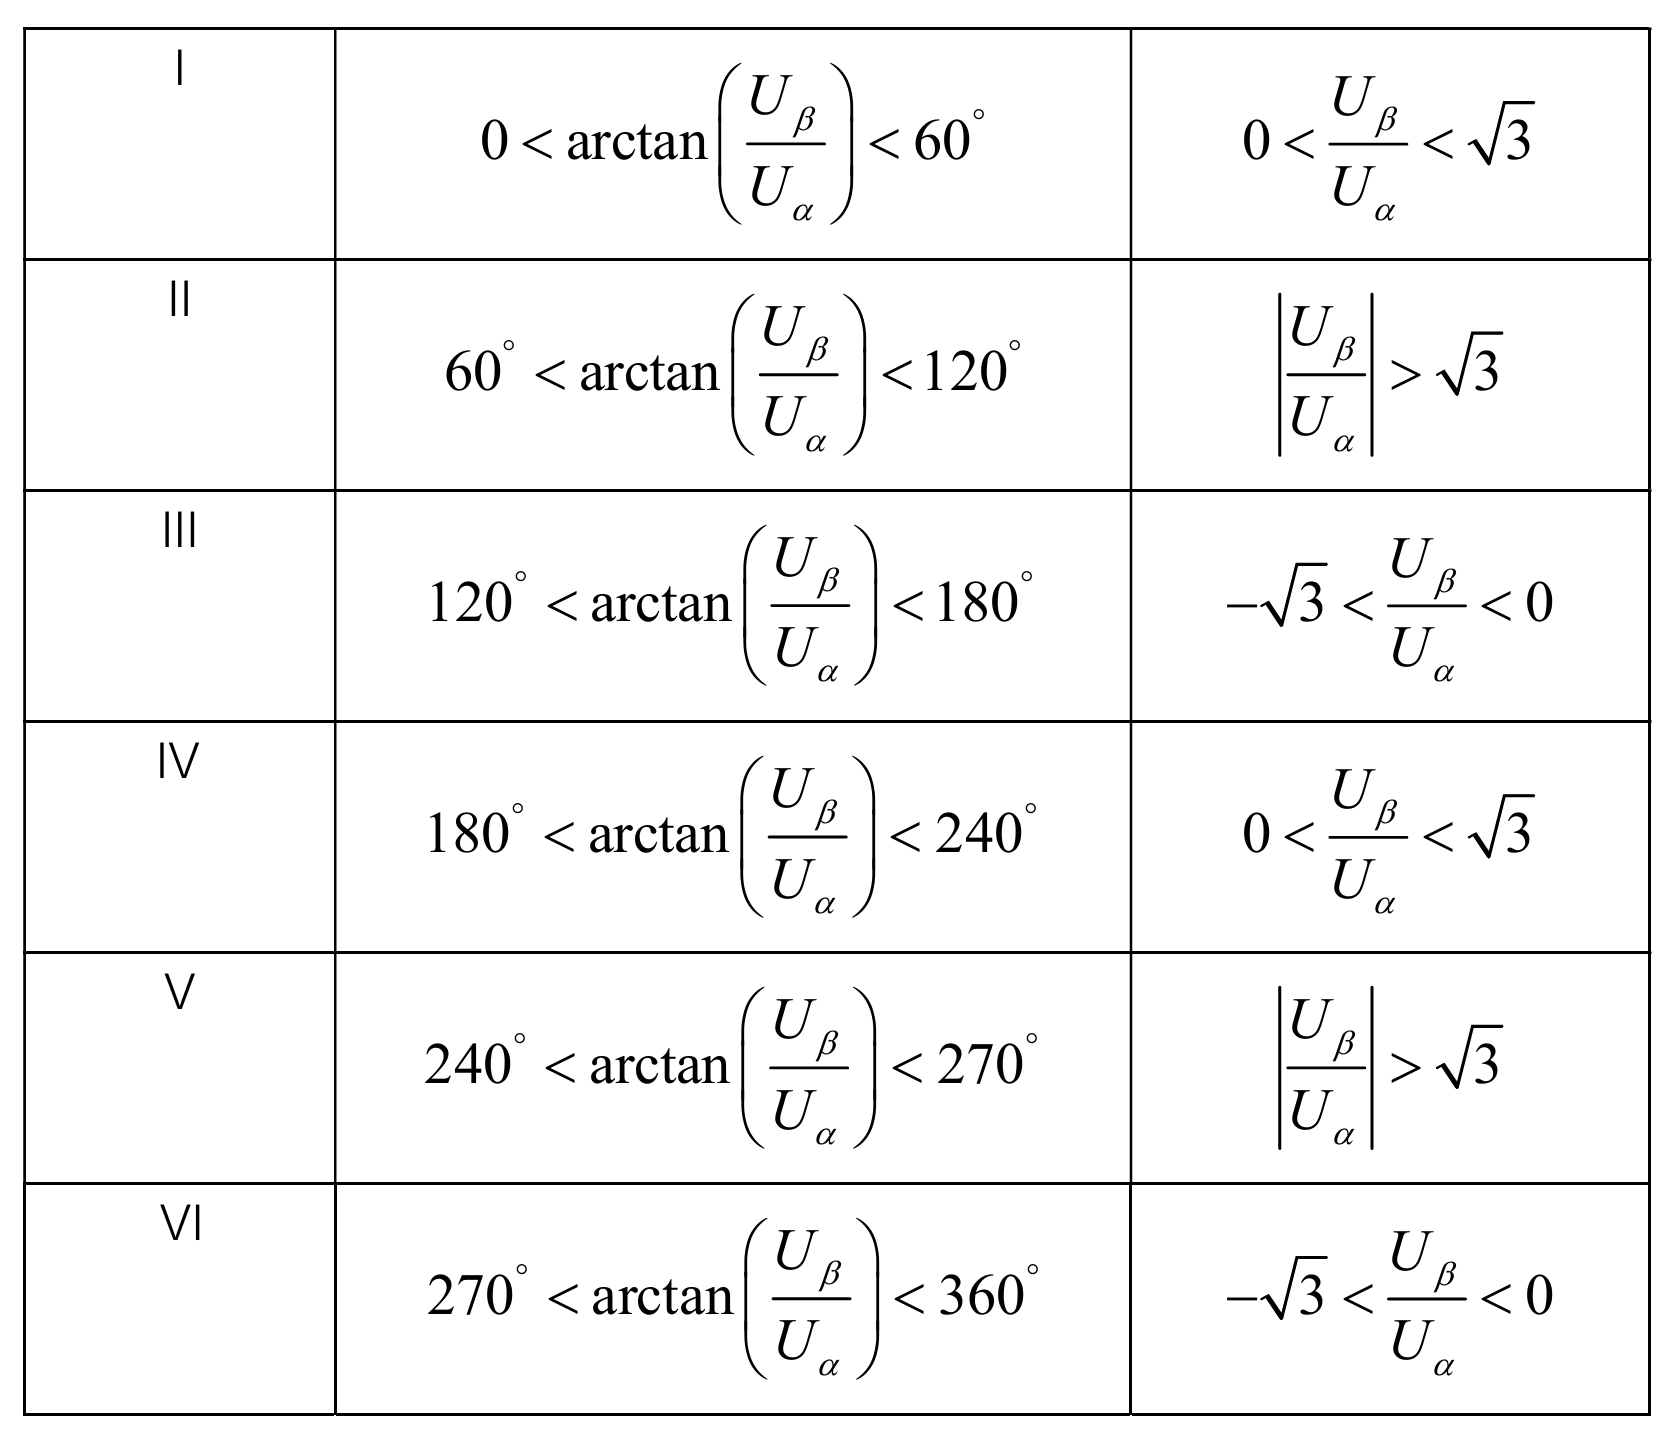 I 0 < arctan(U_β/U_α) < 60° 0 < U_β/U_α < √3
II 60° < arctan(U_β/U_α) < 120° |U_β/U_α| > √3
III 120° < arctan(U_β/U_α) < 180° −√3 < U_β/U_α < 0
IV 180° < arctan(U_β/U_α) < 240° 0 < U_β/U_α < √3
V 240° < arctan(U_β/U_α) < 270° |U_β/U_α| > √3
VI 270° < arctan(U_β/U_α) < 360° −√3 < U_β/U_α < 0